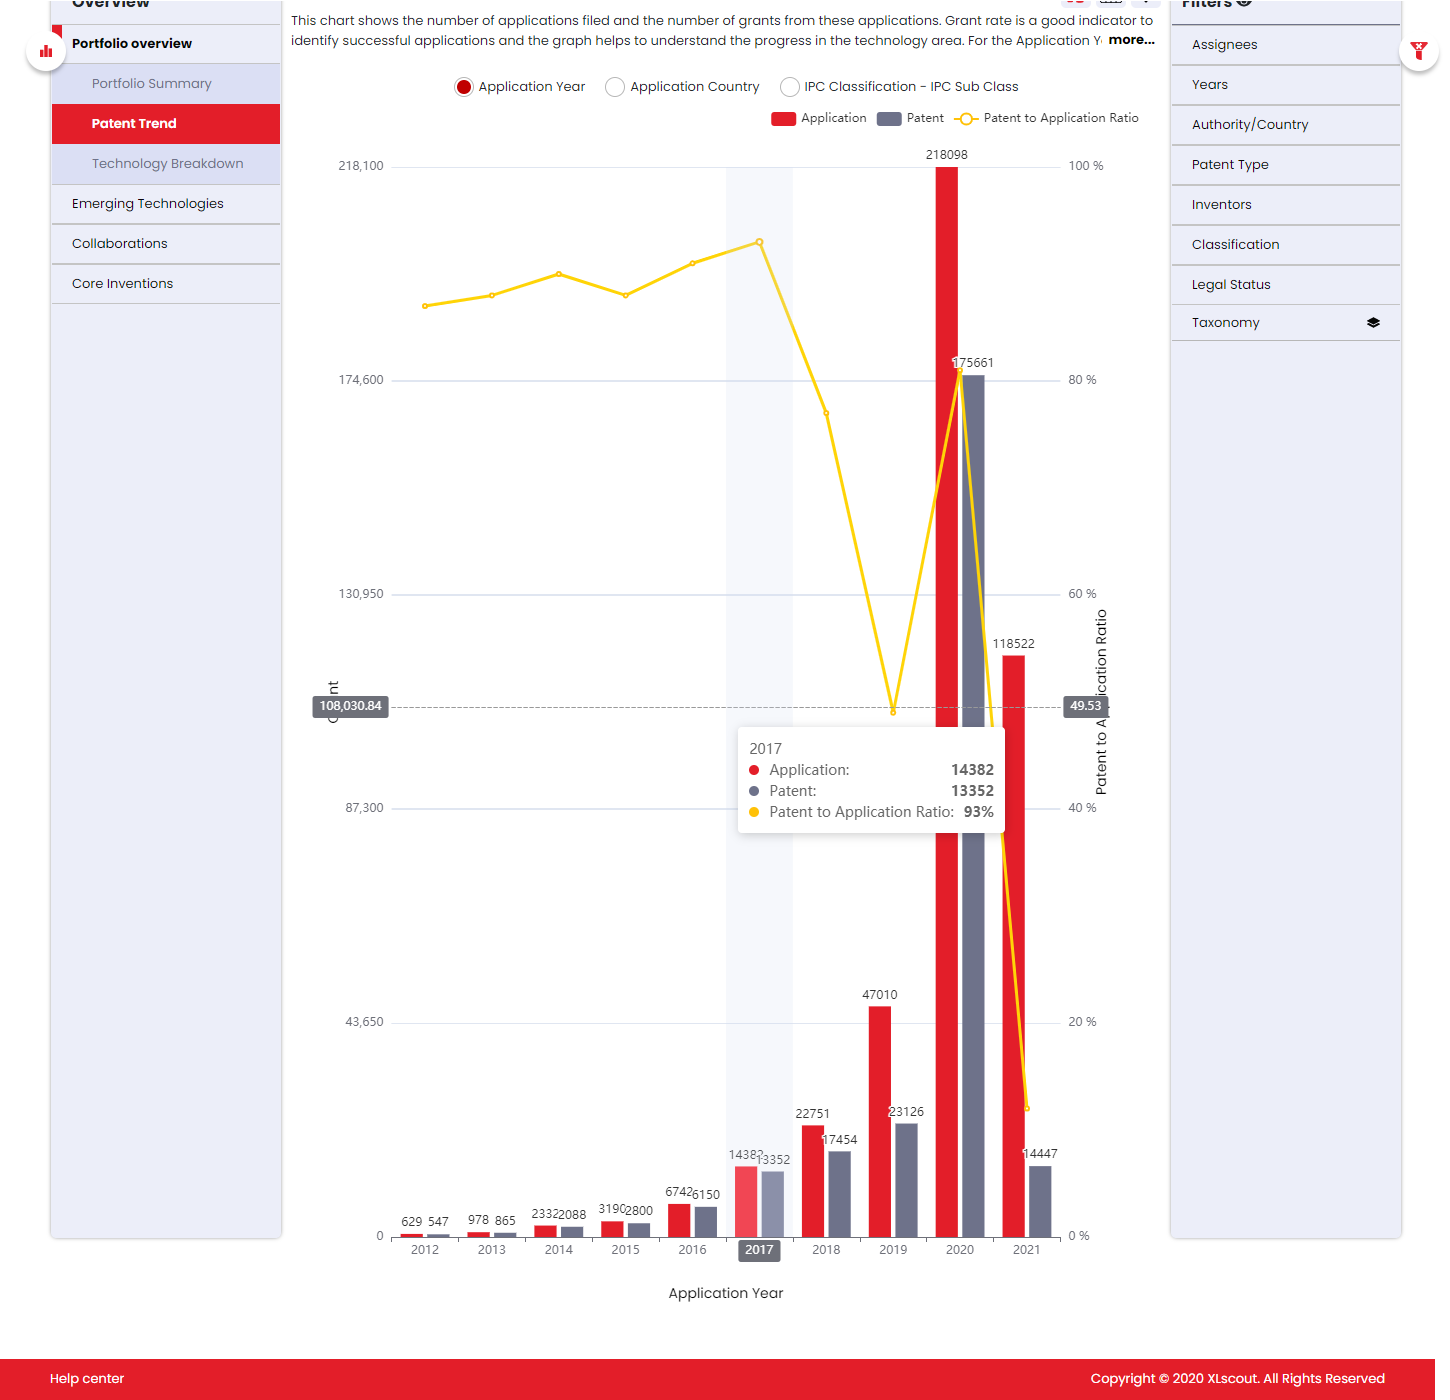 Overview
Filters
Portfolio overview
Portfolio Summary
Patent Trend
Technology Breakdown
Emerging Technologies
Collaborations
Core Inventions
This chart shows the number of applications filed and the number of grants from these applications. Grant rate is a good indicator to
identify successful applications and the graph helps to understand the progress in the technology area. For the Application more...
Application Year Application Country IPC Classification - IPC Sub Class
Application Patent Patent to Application Ratio
218,100
174,600
130,950
108,030.84
87,300
43,650
0
100 %
80 %
60 %
49.53
40 %
20 %
0 %
Patent to Application Ratio
218098
175661
118522
47010
22751
23126
17454
14382
13352
14447
6742 6150
3190 2800
2332 2088
978 865
629 547
2017
Application: 14382
Patent: 13352
Patent to Application Ratio: 93%
2012 2013 2014 2015 2016 2017 2018 2019 2020 2021
Application Year
Assignees
Years
Authority/Country
Patent Type
Inventors
Classification
Legal Status
Taxonomy
Help center
Copyright © 2020 XLscout. All Rights Reserved